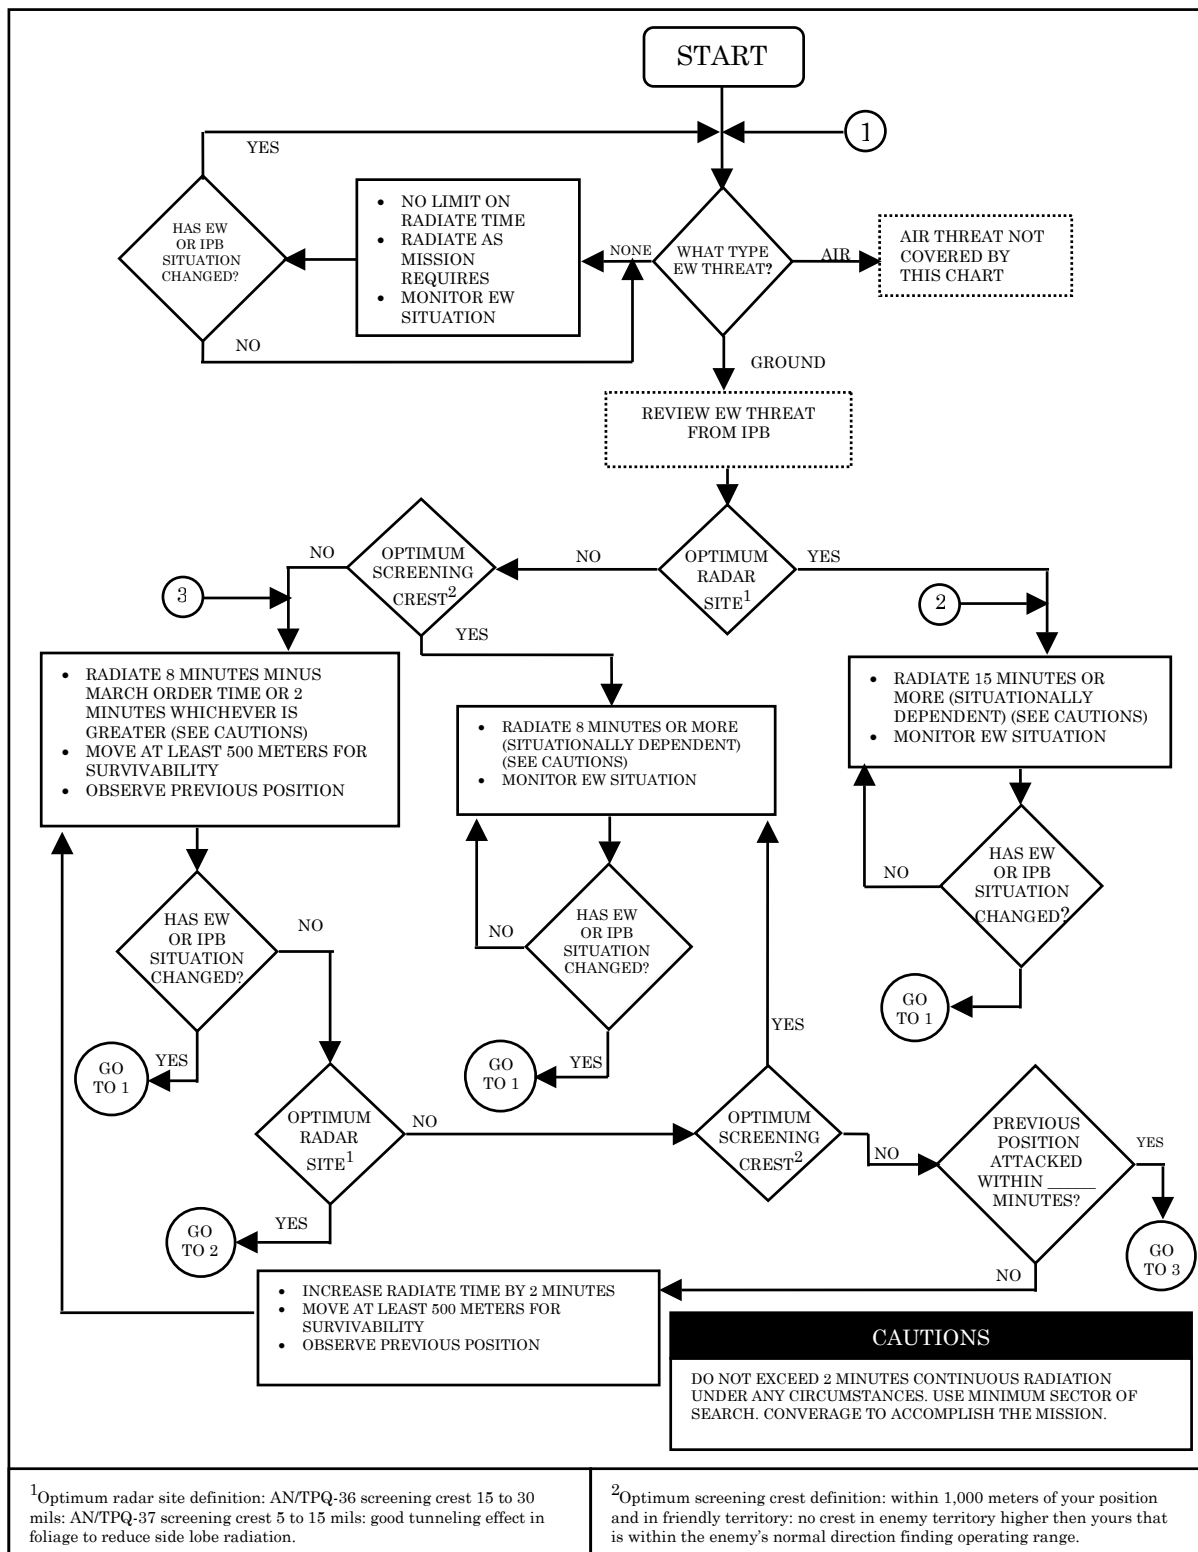 START
1
YES
HAS EW
OR IPB
SITUATION
CHANGED?
• NO LIMIT ON
RADIATE TIME
• RADIATE AS
MISSION
REQUIRES
• MONITOR EW
SITUATION
NONE
WHAT TYPE
EW THREAT?
AIR
AIR THREAT NOT
COVERED BY
THIS CHART
NO
GROUND
REVIEW EW THREAT
FROM IPB
NO
OPTIMUM
SCREENING
CREST2
NO
OPTIMUM
RADAR
SITE1
YES
3
2
YES
• RADIATE 8 MINUTES MINUS
MARCH ORDER TIME OR 2
MINUTES WHICHEVER IS
GREATER (SEE CAUTIONS)
• MOVE AT LEAST 500 METERS FOR
SURVIVABILITY
• OBSERVE PREVIOUS POSITION
• RADIATE 8 MINUTES OR MORE
(SITUATIONALLY DEPENDENT)
(SEE CAUTIONS)
• MONITOR EW SITUATION
• RADIATE 15 MINUTES OR
MORE (SITUATIONALLY
DEPENDENT) (SEE CAUTIONS)
• MONITOR EW SITUATION
HAS EW
OR IPB
SITUATION
CHANGED?
NO
NO
HAS EW
OR IPB
SITUATION
CHANGED?
NO
HAS EW
OR IPB
SITUATION
CHANGED?
GO
TO 1
YES
GO
TO 1
YES
YES
GO
TO 1
OPTIMUM
RADAR
SITE1
NO
OPTIMUM
SCREENING
CREST2
NO
PREVIOUS
POSITION
ATTACKED
WITHIN ______
MINUTES?
YES
GO
TO 2
YES
GO
TO 3
NO
• INCREASE RADIATE TIME BY 2 MINUTES
• MOVE AT LEAST 500 METERS FOR
SURVIVABILITY
• OBSERVE PREVIOUS POSITION
CAUTIONS
DO NOT EXCEED 2 MINUTES CONTINUOUS RADIATION
UNDER ANY CIRCUMSTANCES. USE MINIMUM SECTOR OF
SEARCH. CONVERAGE TO ACCOMPLISH THE MISSION.
1Optimum radar site definition: AN/TPQ-36 screening crest 15 to 30
mils: AN/TPQ-37 screening crest 5 to 15 mils: good tunneling effect in
foliage to reduce side lobe radiation.
2Optimum screening crest definition: within 1,000 meters of your position
and in friendly territory: no crest in enemy territory higher then yours that
is within the enemy's normal direction finding operating range.